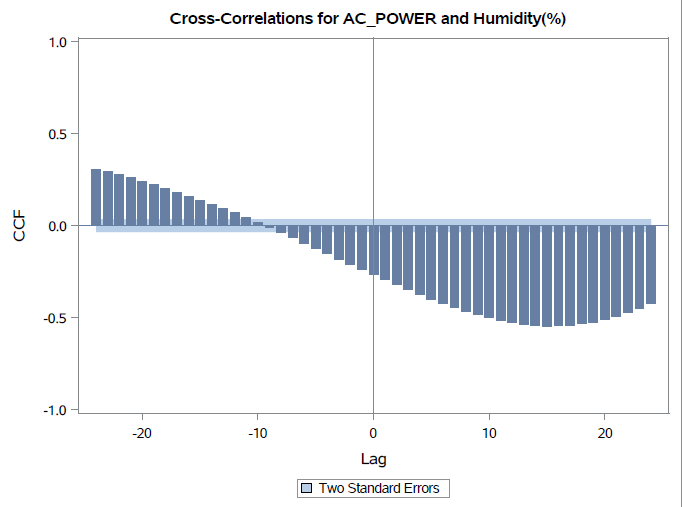 Cross-Correlations for AC_POWER and Humidity(%)
1.0
0.5
0.0
-0.5
-1.0
CCF
-20 -10 0 10 20
Lag
Two Standard Errors